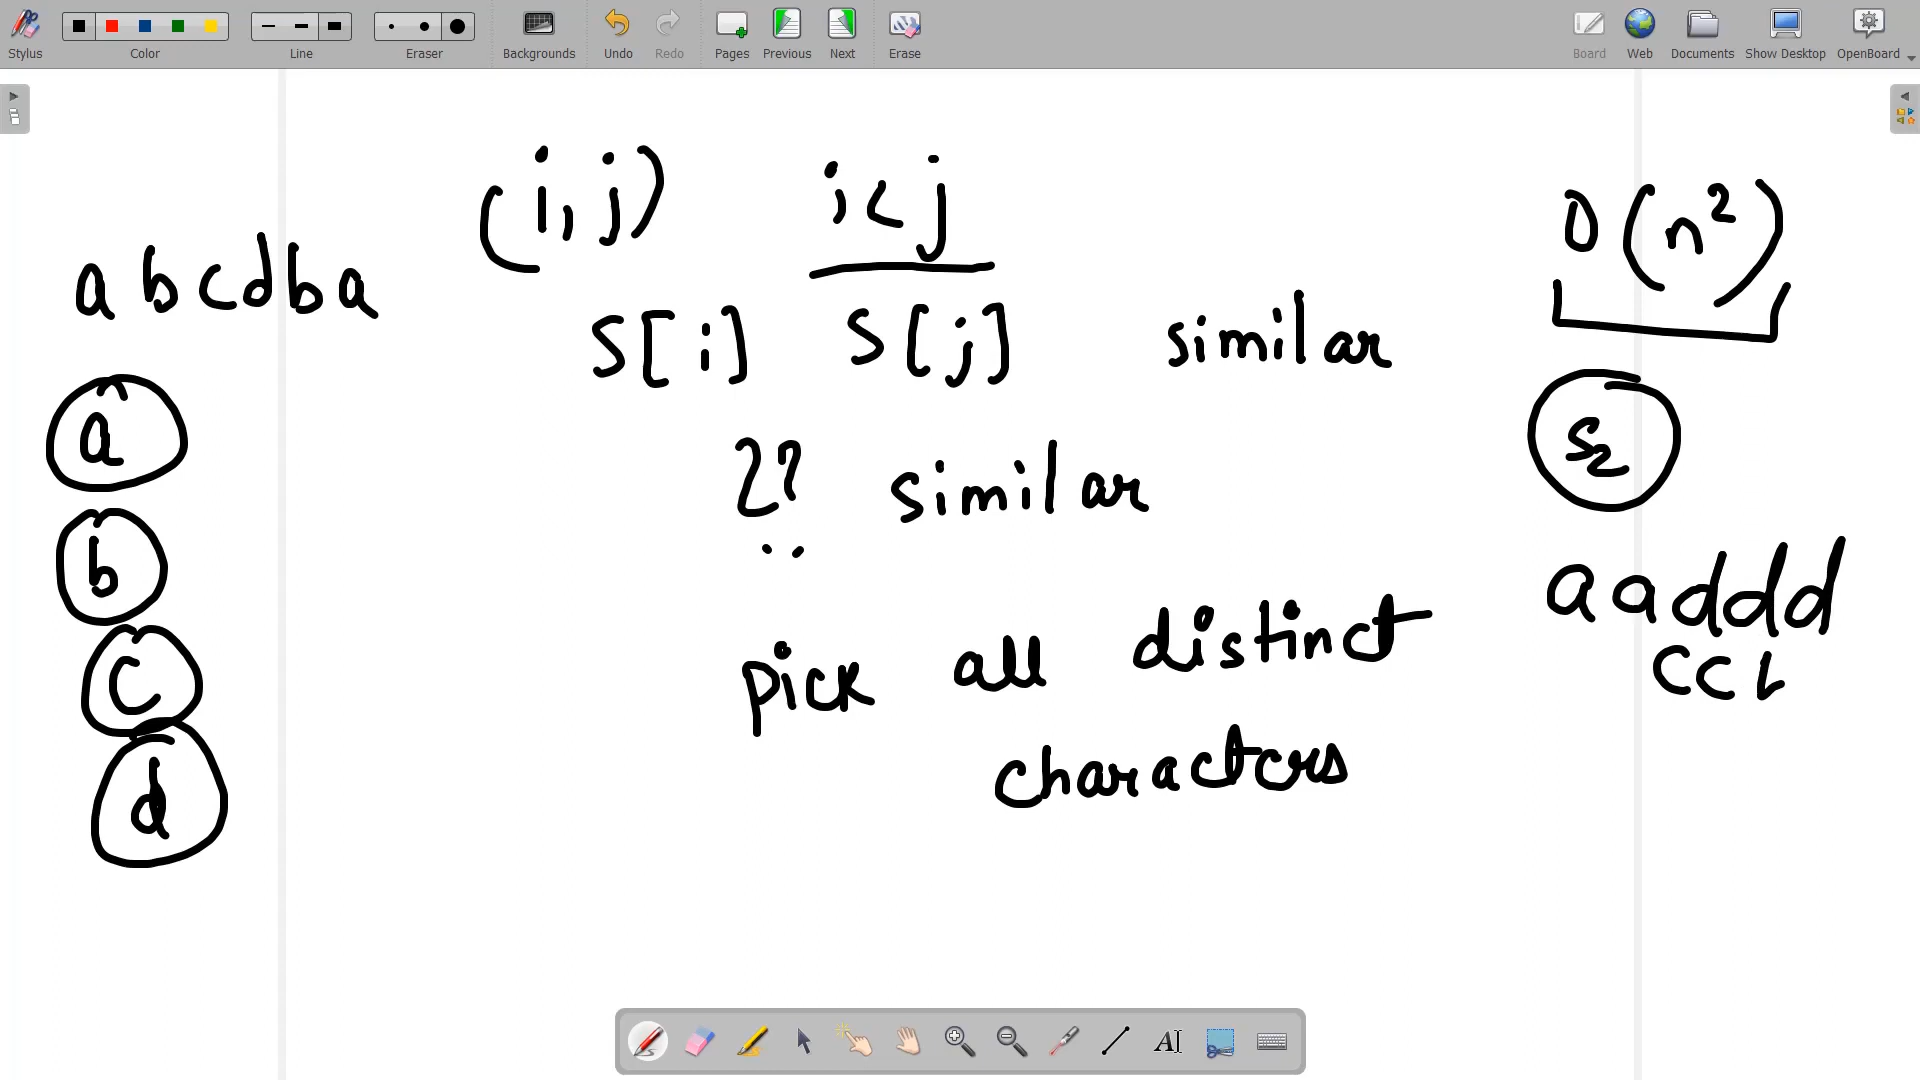 Stylus
Color
Line
Eraser
Backgrounds
Undo
Redo
Pages
Previous
Next
Erase
Board
Web
Documents
Show Desktop
OpenBoard
(i,j) i<j
O(n²)
abcdba
S[i] S[j] similar
a
S2
?? similar
b
aaddd
pick all distinct
c
characters
d
AI